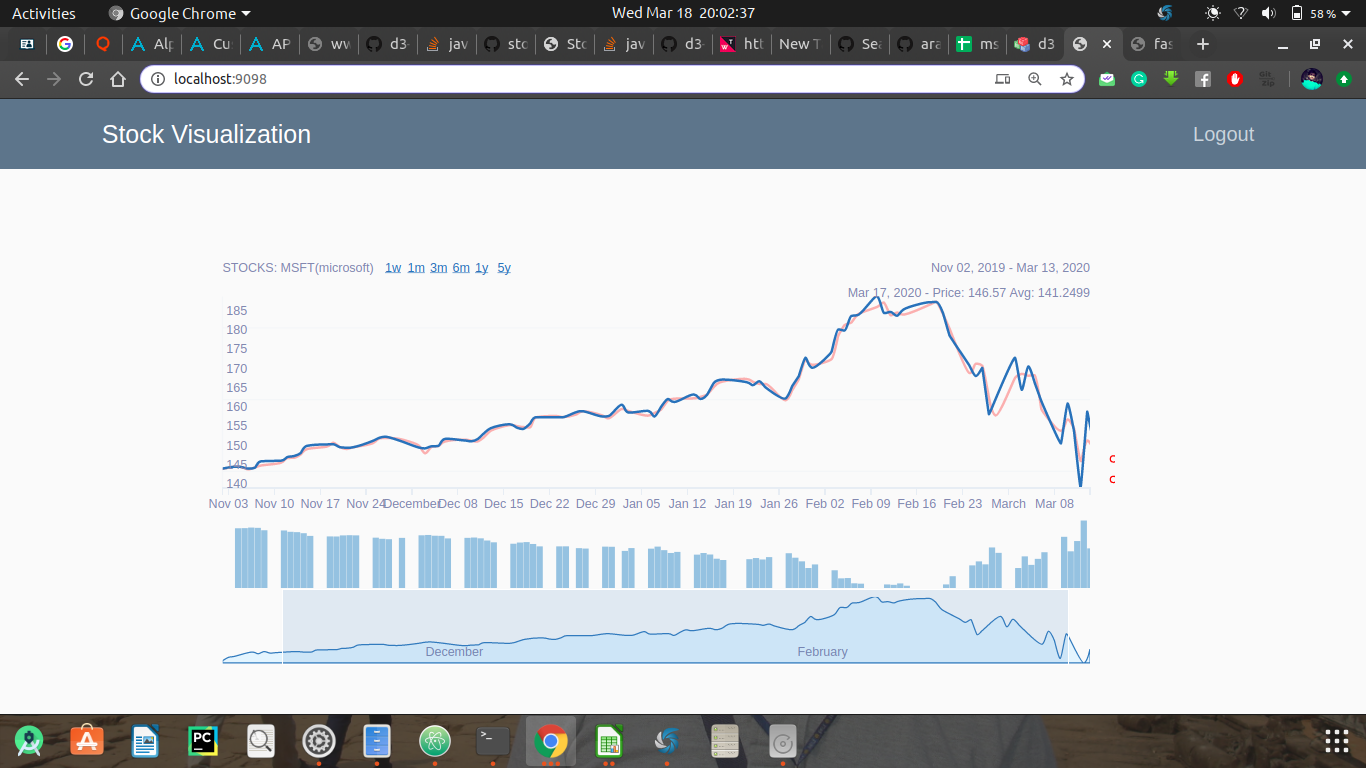 Activities Google Chrome Wed Mar 18 20:02:37 58 %
Alp Cus AP ww d3- jav sto Sto jav d3- htt New T Sea ara ms d3 fas
localhost:9098
Stock Visualization Logout
STOCKS: MSFT(microsoft) 1w 1m 3m 6m 1y 5y Nov 02, 2019 - Mar 13, 2020
Mar 17, 2020 - Price: 146.57 Avg: 141.2499
185
180
175
170
165
160
155
150
145
140
Nov 03 Nov 10 Nov 17 Nov 24 December Dec 08 Dec 15 Dec 22 Dec 29 Jan 05 Jan 12 Jan 19 Jan 26 Feb 02 Feb 09 Feb 16 Feb 23 March Mar 08
December February